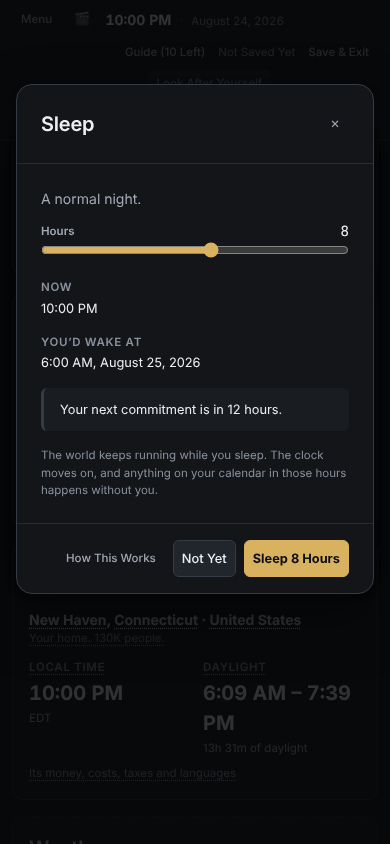 Menu 🎬 10:00 PM August 24, 2026
Guide (10 Left) Not Saved Yet Save & Exit
Look After Yourself
Sleep ×
A normal night.
Hours 8
NOW
10:00 PM
YOU'D WAKE AT
6:00 AM, August 25, 2026
Your next commitment is in 12 hours.
The world keeps running while you sleep. The clock
moves on, and anything on your calendar in those hours
happens without you.
How This Works Not Yet Sleep 8 Hours
New Haven, Connecticut · United States
Your home. 130K people.
LOCAL TIME DAYLIGHT
10:00 PM 6:09 AM – 7:39
PM
EDT
13h 31m of daylight
Its money, costs, taxes and languages